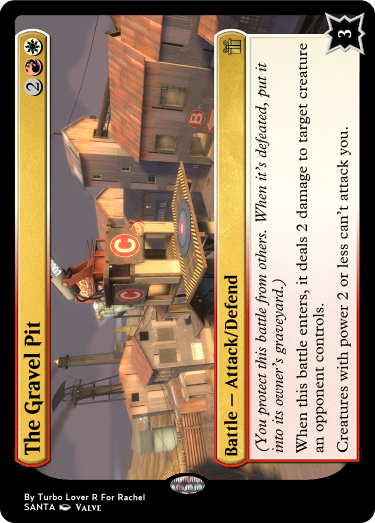 The Gravel Pit 2
C
C
B
Battle — Attack/Defend
(You protect this battle from others. When it's defeated, put it
into its owner's graveyard.)
When this battle enters, it deals 2 damage to target creature
an opponent controls.
Creatures with power 2 or less can't attack you.
3
By Turbo Lover R For Rachel
SANTA VALVE